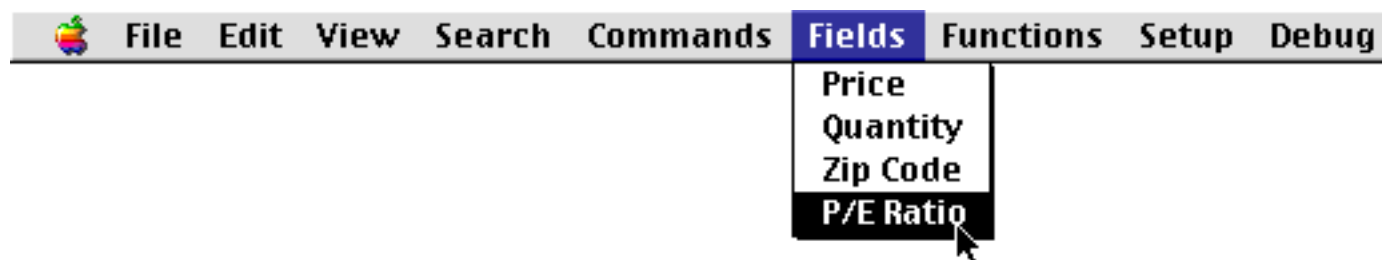 File Edit View Search Commands Fields Functions Setup Debug
Price
Quantity
Zip Code
P/E Ratio